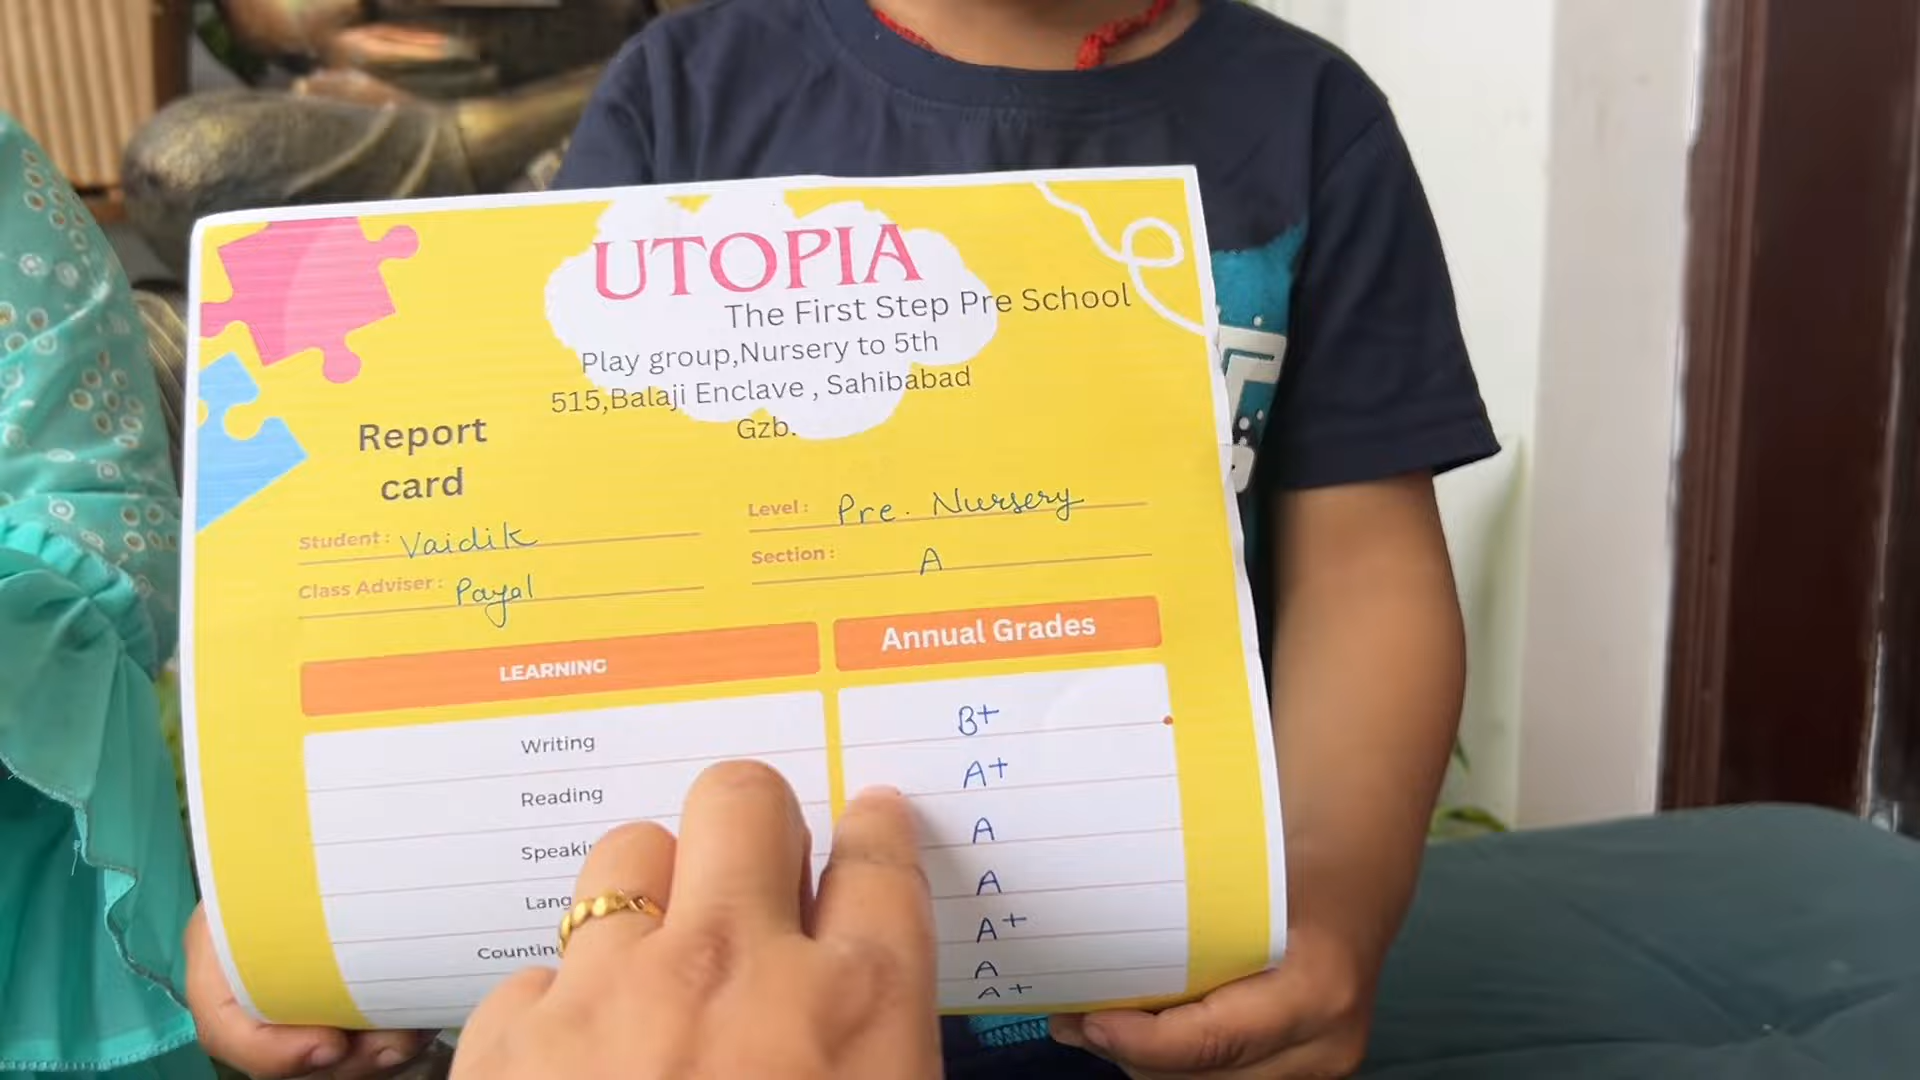 UTOPIA
The First Step Pre School
Play group,Nursery to 5th
515,Balaji Enclave , Sahibabad
Gzb.
Report
card
Student: Vaidik
Level: Pre. Nursery
Class Adviser: Payal
Section: A
LEARNING Annual Grades
Writing B+
Reading A+
A
A
A+
A
A+